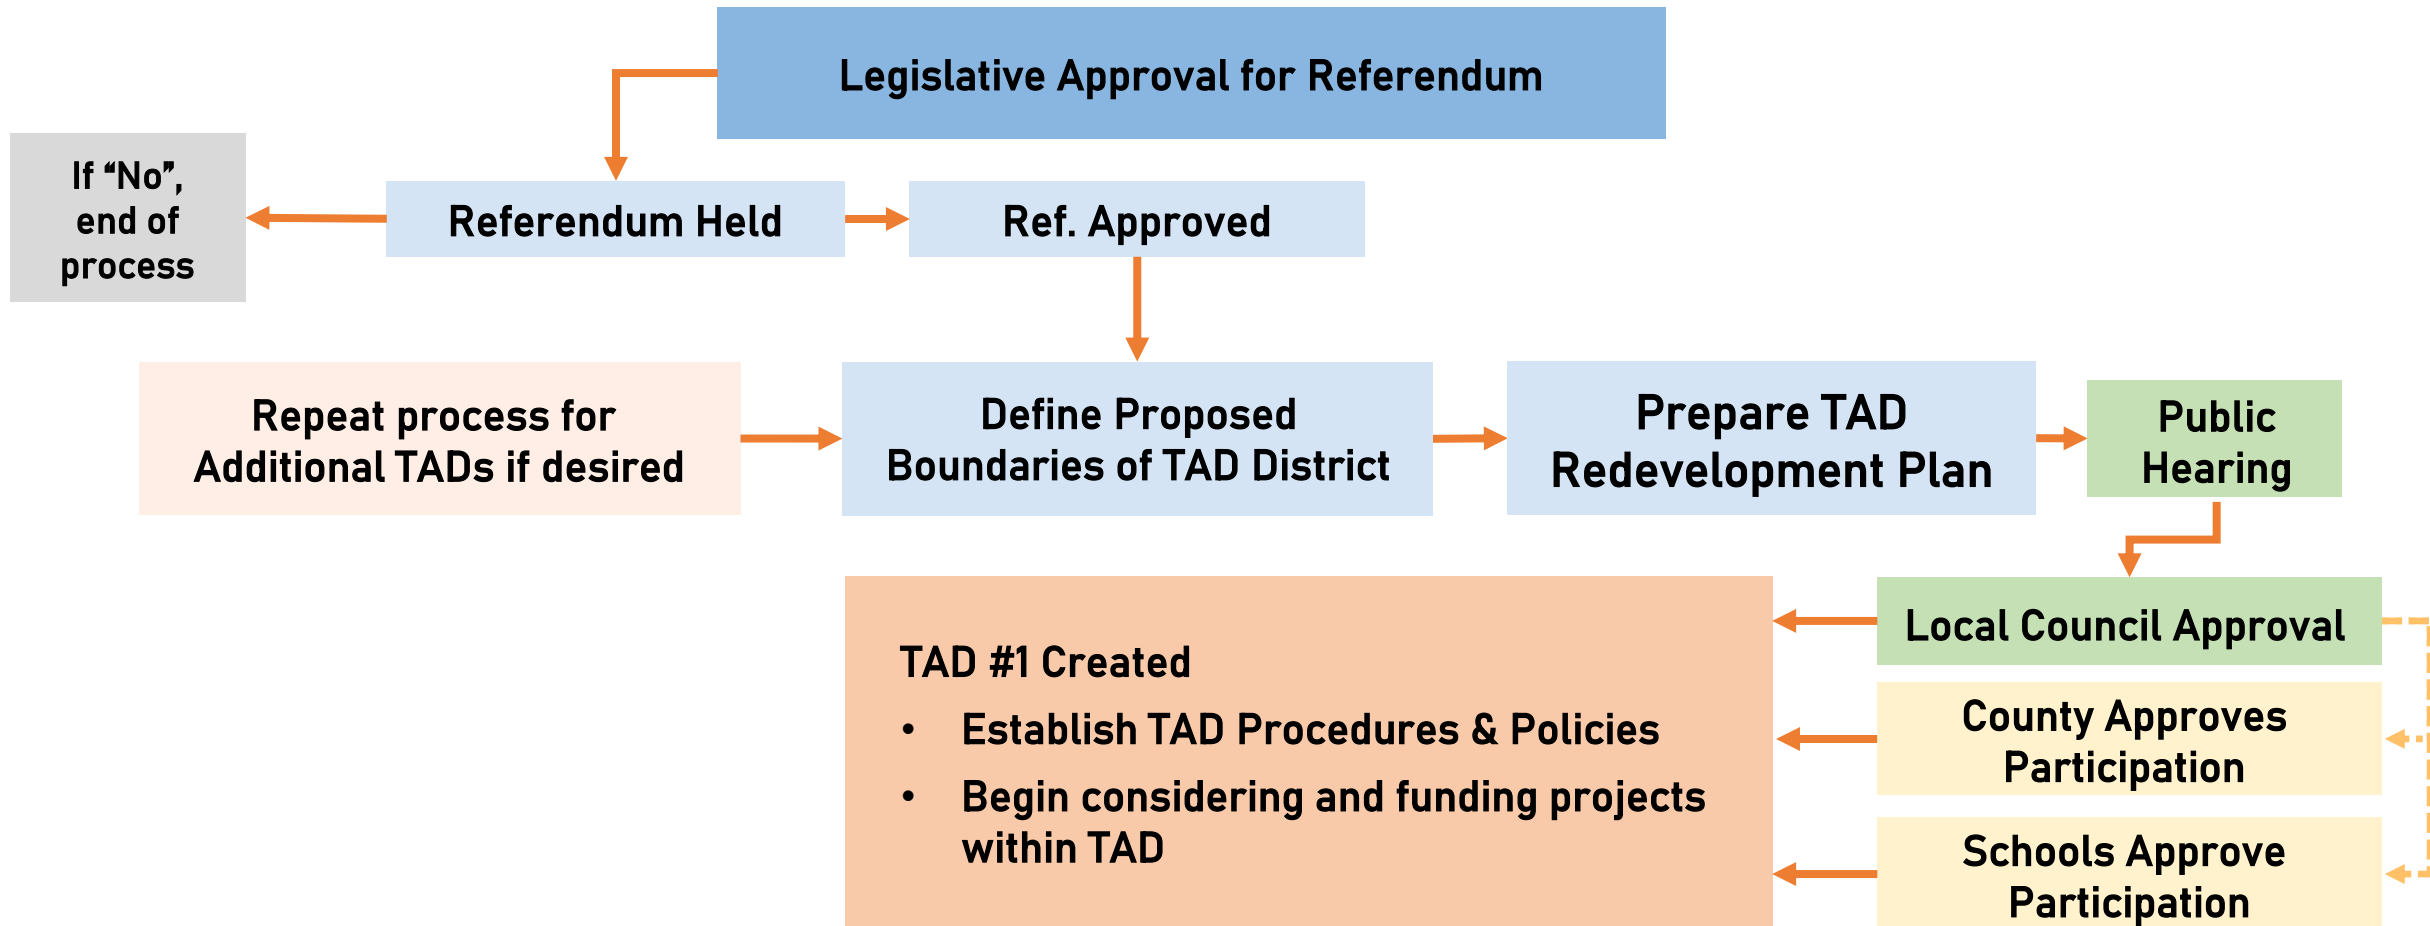 Legislative Approval for Referendum
If “No”,
end of
process
Referendum Held
Ref. Approved
Repeat process for
Additional TADs if desired
Define Proposed
Boundaries of TAD District
Prepare TAD
Redevelopment Plan
Public
Hearing
Local Council Approval
TAD #1 Created
• Establish TAD Procedures & Policies
• Begin considering and funding projects
within TAD
County Approves
Participation
Schools Approve
Participation